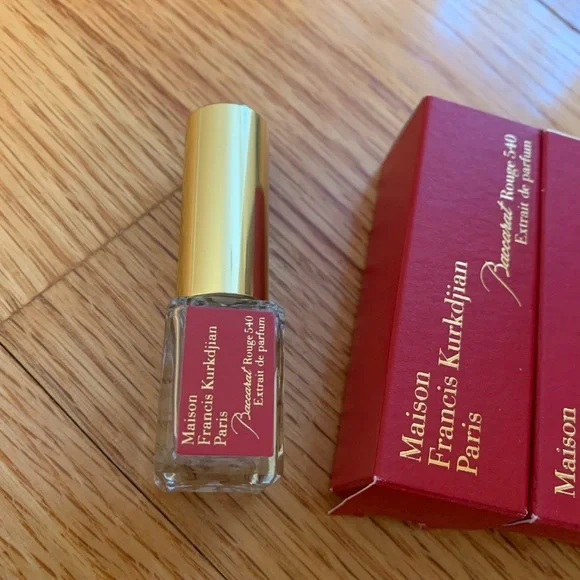 Maison
Francis Kurkdjian
Paris
Baccarat Rouge 540
Extrait de parfum
Maison
Francis Kurkdjian
Paris
Baccarat Rouge 540
Extrait de parfum
Maison